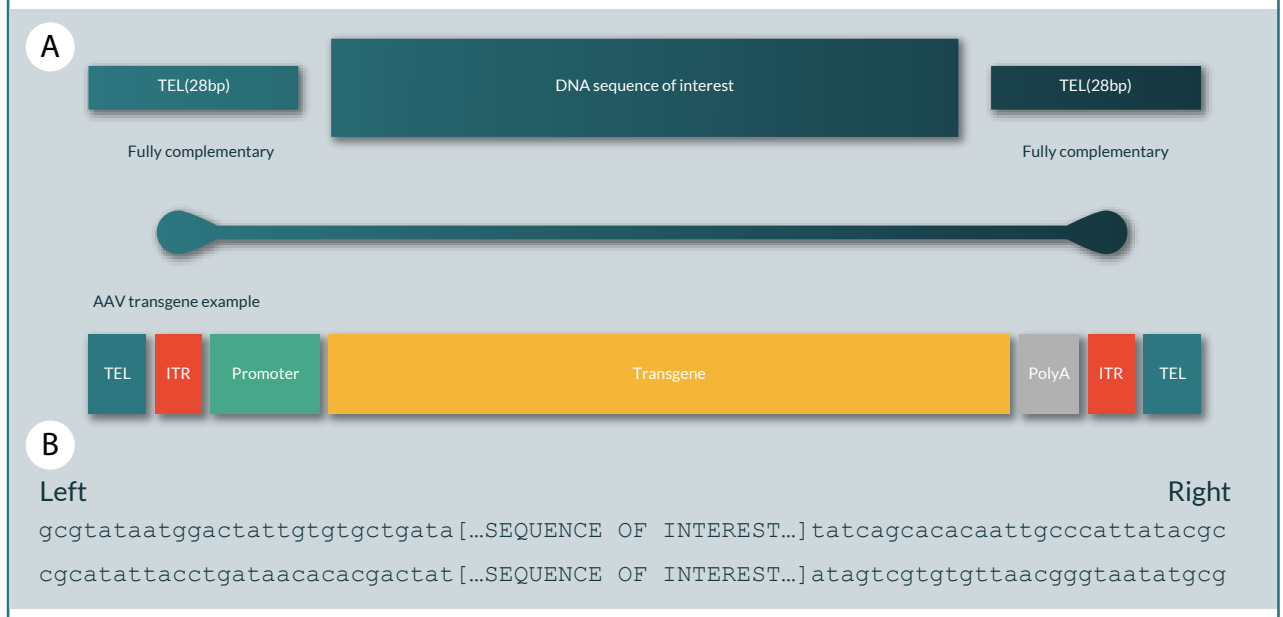 A
TEL(28bp) DNA sequence of interest TEL(28bp)
Fully complementary Fully complementary
AAV transgene example
TEL ITR Promoter Transgene PolyA ITR TEL
B
Left Right
gcgtataatggactattgtgtgctgata[...SEQUENCE OF INTEREST...]tatcagcacacaattgcccattatacgc
cgcatattacctgataacacacgactat[...SEQUENCE OF INTEREST...]atagtcgtgtgttaacgggtaatatgcg